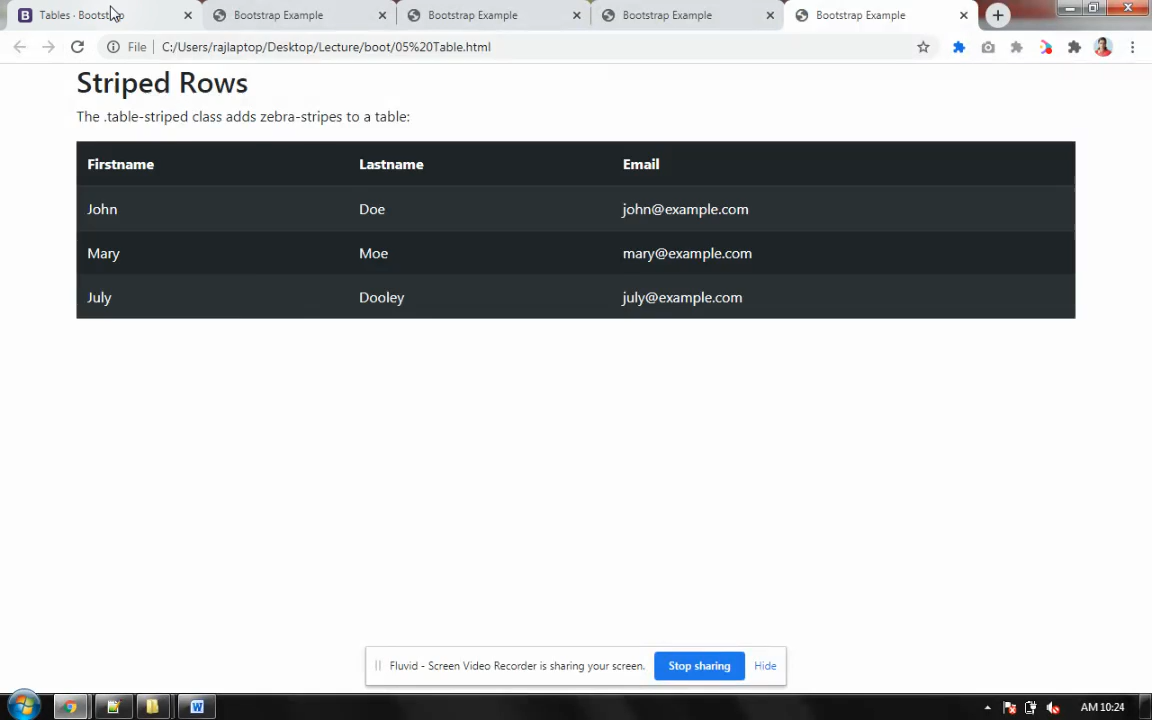 Tables · Bootstrap
Bootstrap Example
Bootstrap Example
Bootstrap Example
Bootstrap Example
File
C:/Users/rajlaptop/Desktop/Lecture/boot/05%20Table.html
Striped Rows
The .table-striped class adds zebra-stripes to a table:
Firstname Lastname Email
John Doe john@example.com
Mary Moe mary@example.com
July Dooley july@example.com
Fluvid - Screen Video Recorder is sharing your screen. Stop sharing Hide
AM 10:24